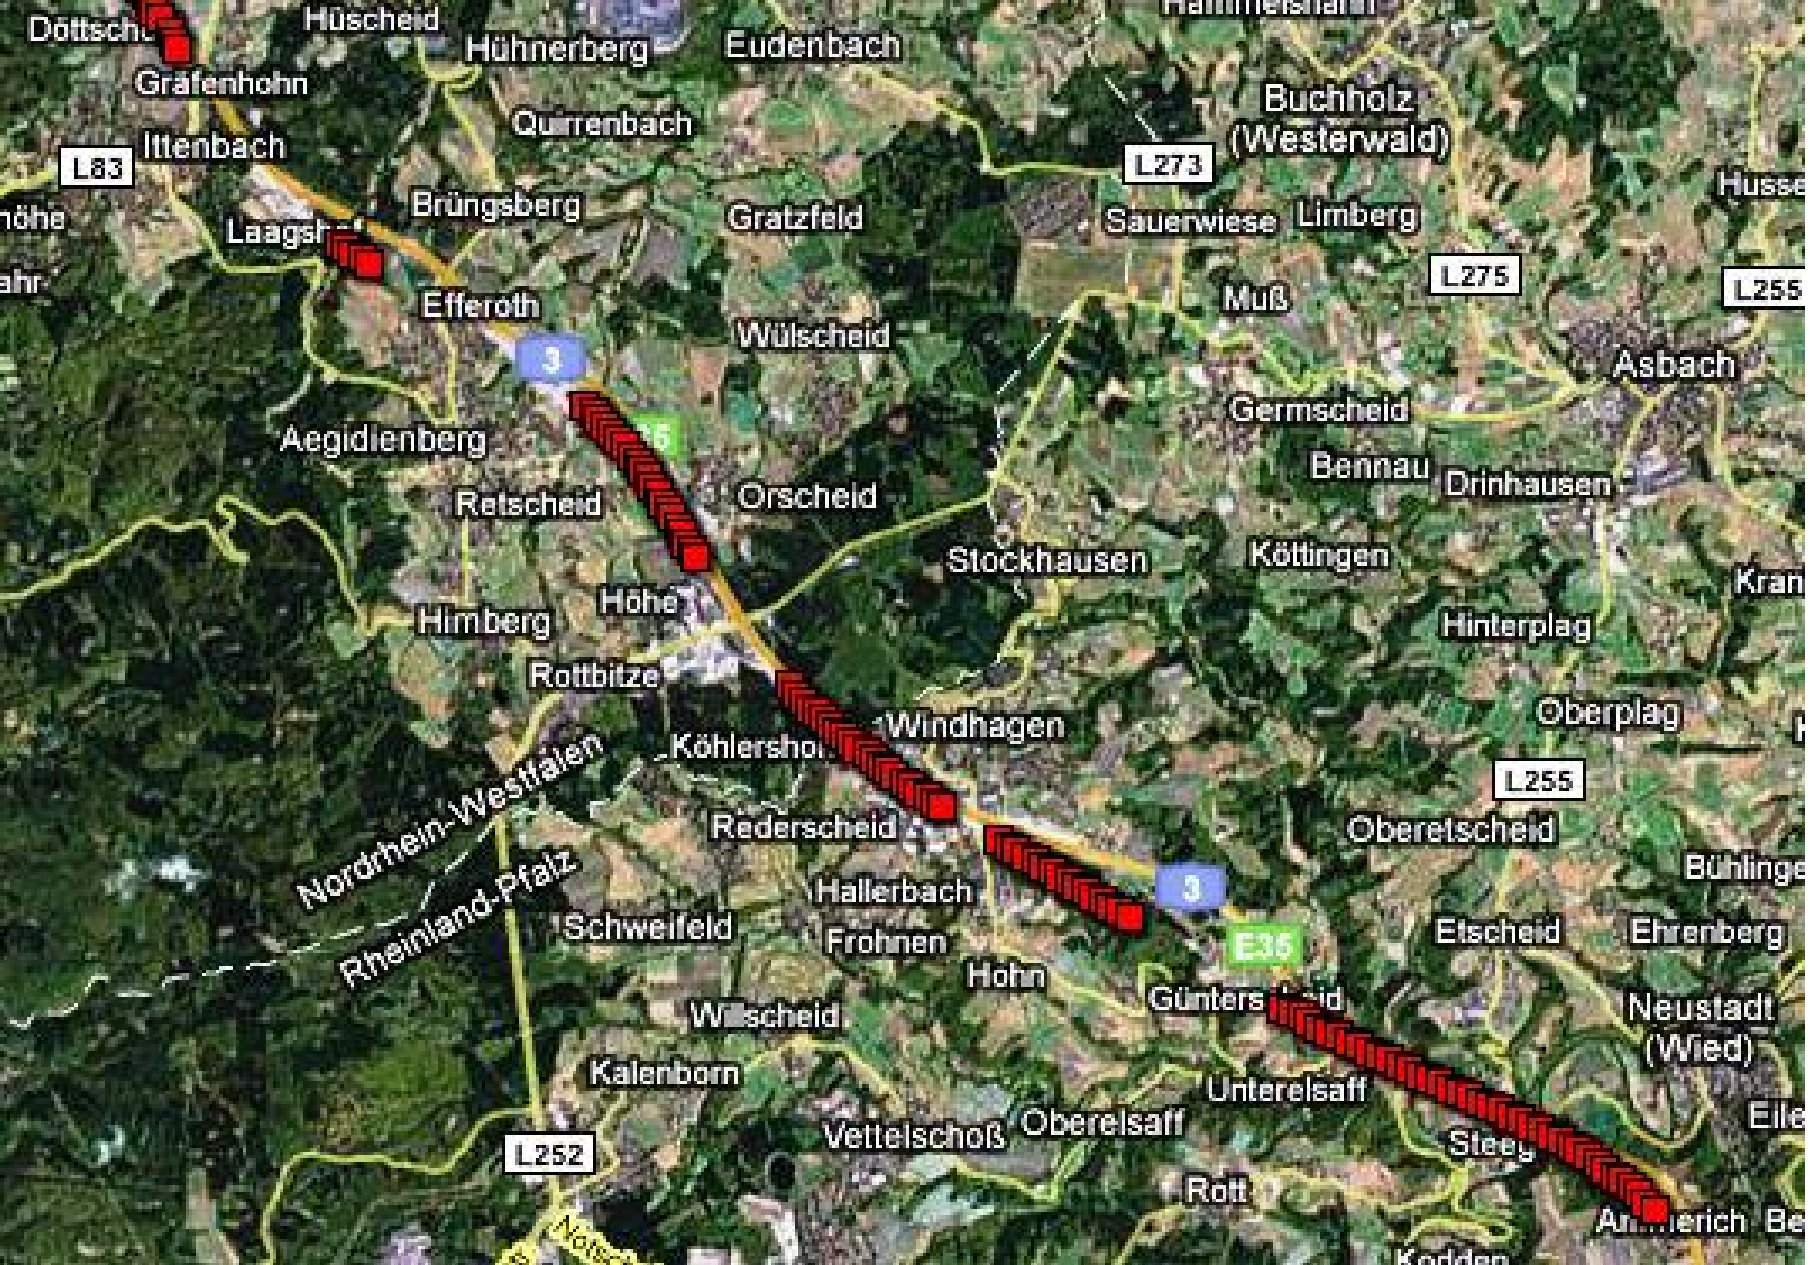 Hüscheid
Hühnerberg
Eudenbach
Gräfenhohn
Quirrenbach
Buchholz
(Westerwald)
Ittenbach
L83
L273
Brüngsberg
Gratzfeld
Sauerwiese
Limberg
L275
L255
Efferoth
Muß
Wülscheid
3
Asbach
Germscheid
Aegidienberg
Bennau
Drinhausen
Retscheid
Orscheid
Stockhausen
Köttingen
Höhe
Himberg
Hinterplag
Rottbitze
Oberplag
Windhagen
L255
Rederscheid
Oberetscheid
Nordrhein-Westfalen
Rheinland-Pfalz
Hallerbach
3
Schweifeld
Frohnen
Etscheid
Ehrenberg
E35
Hohn
Willscheid
Neustadt
(Wied)
Kalenborn
Unterelsaff
Vettelschoß
Oberelsaff
Steeg
L252
Rott